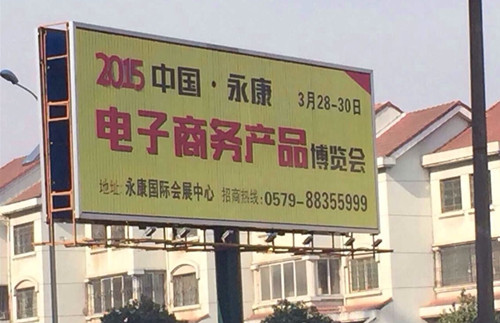 2015 中国·永康 3月28-30日
电子商务产品博览会
地址:永康国际会展中心 招商热线:0579-88355999